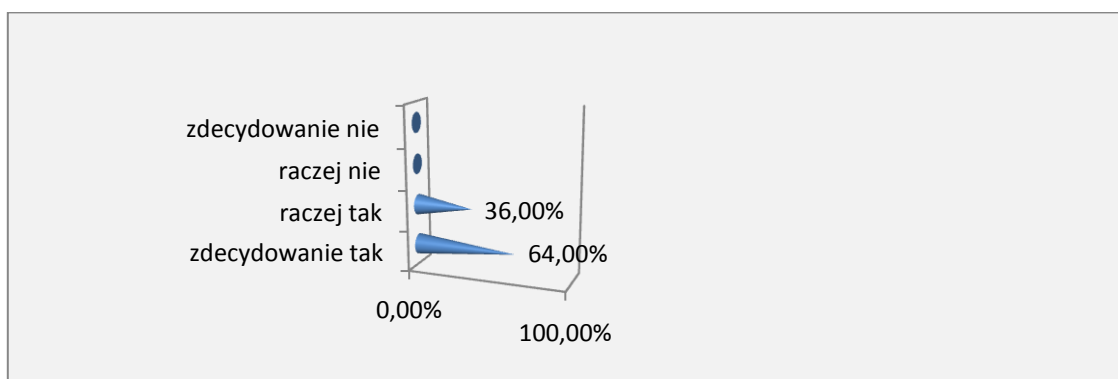 zdecydowanie nie
raczej nie
raczej tak 36,00%
zdecydowanie tak 64,00%
0,00%
100,00%